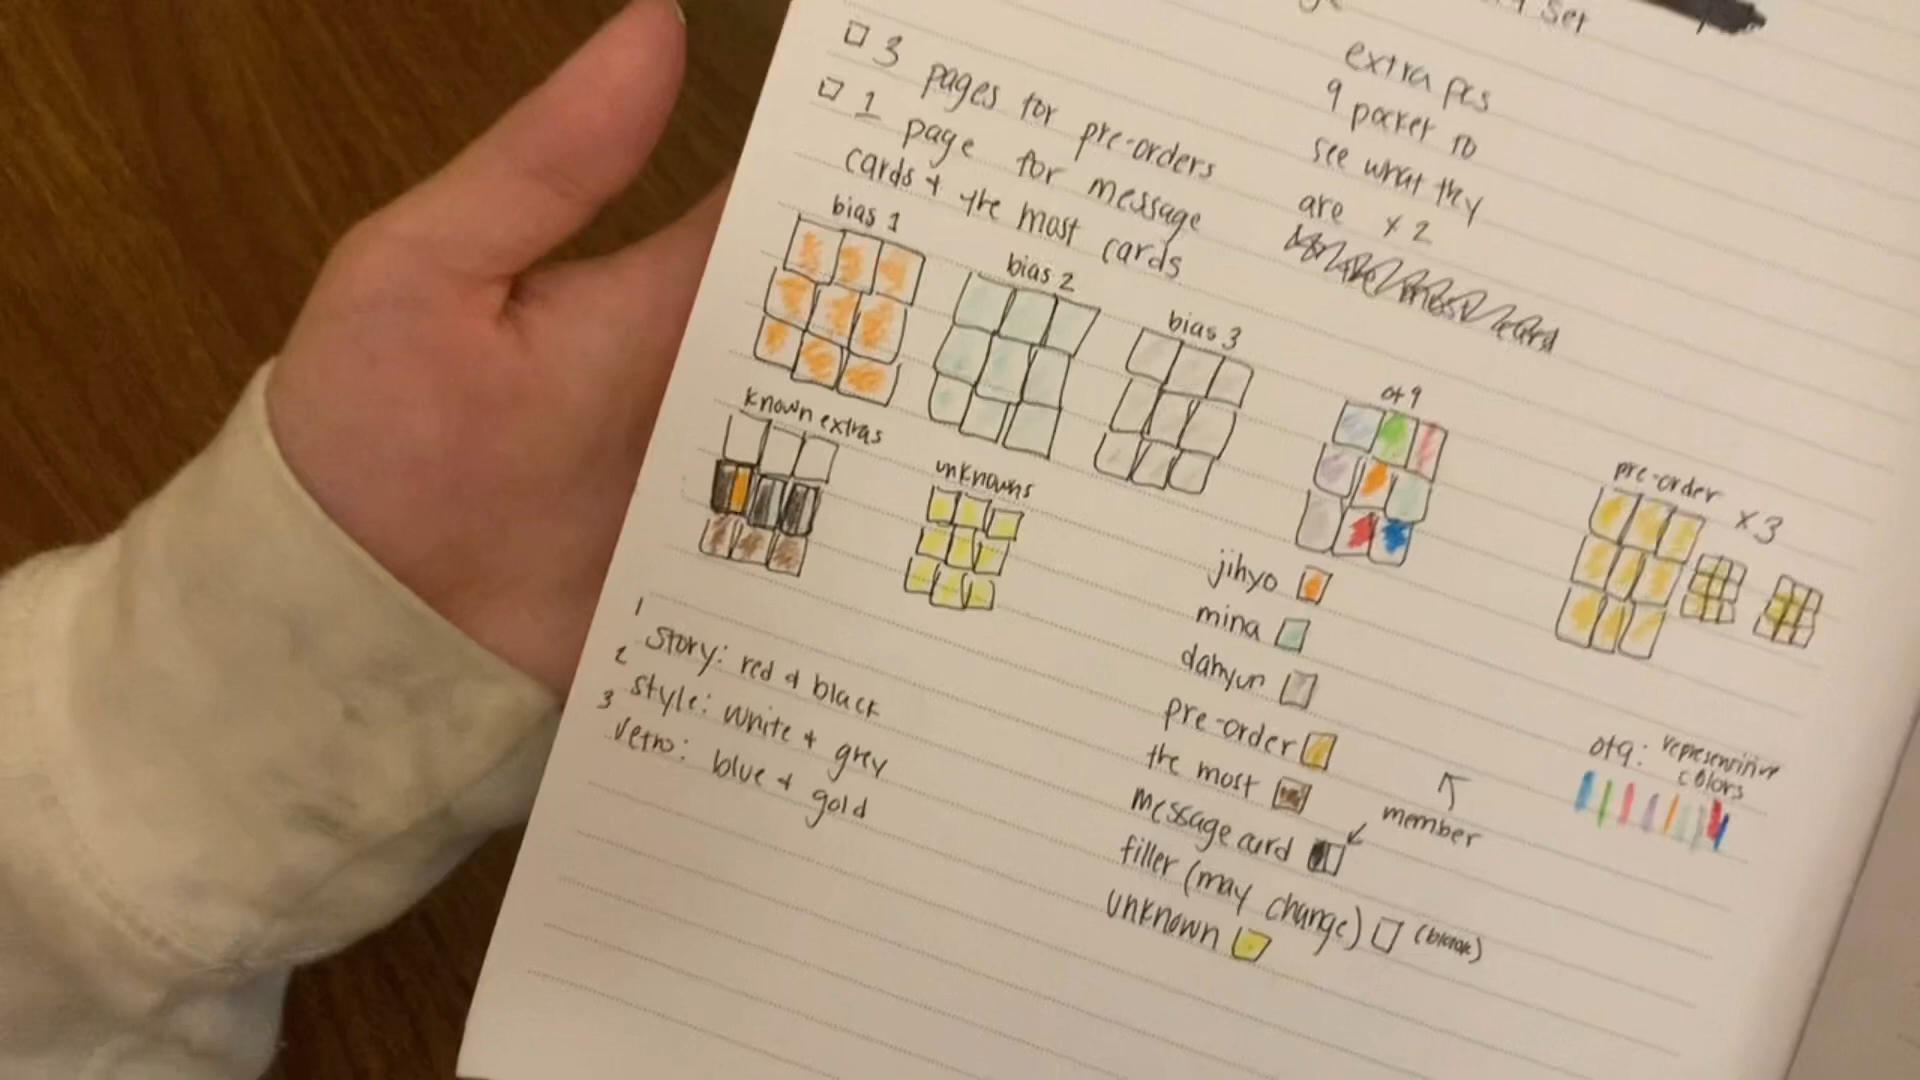 Set
□ 3 pages for pre-orders
□ 1 page for message
cards + the most cards
extra pcs
9 pocket to
see what they
are x 2
bias 1
bias 2
bias 3
ot9
pre-order x3
known extras
unknowns
jihyo
mina
dahyun
pre-order
the most
message card
filler (may change) (blank)
unknown
member
ot9: representitive
colors
1 story: red + black
2 style: white + grey
3 retro: blue + gold